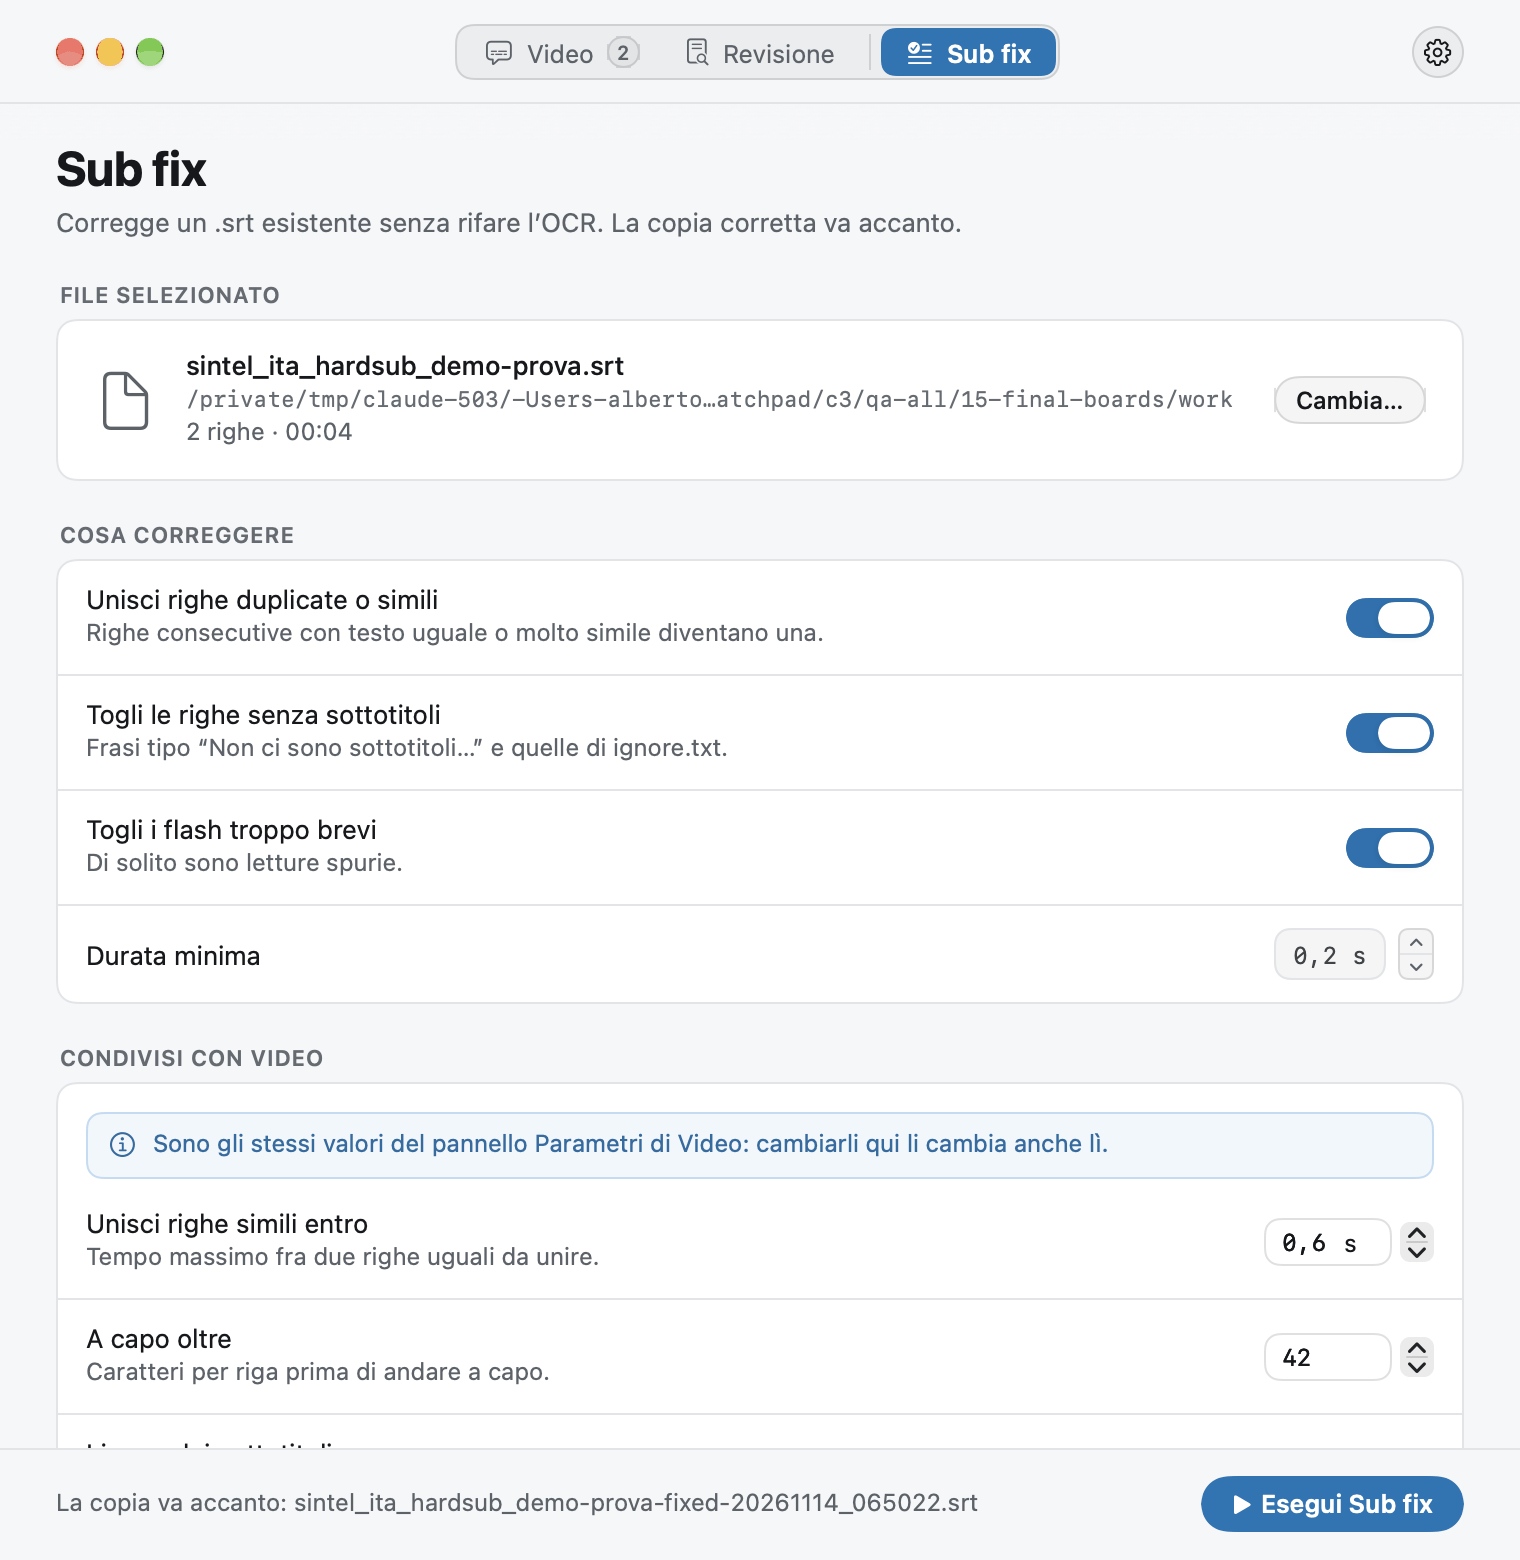 Video 2 Revisione Sub fix
Sub fix
Corregge un .srt esistente senza rifare l’OCR. La copia corretta va accanto.
FILE SELEZIONATO
sintel_ita_hardsub_demo-prova.srt
/private/tmp/claude-503/-Users-alberto…atchpad/c3/qa-all/15-final-boards/work
2 righe · 00:04
Cambia…
COSA CORREGGERE
Unisci righe duplicate o simili
Righe consecutive con testo uguale o molto simile diventano una.
Togli le righe senza sottotitoli
Frasi tipo “Non ci sono sottotitoli…” e quelle di ignore.txt.
Togli i flash troppo brevi
Di solito sono letture spurie.
Durata minima
0,2 s
CONDIVISI CON VIDEO
Sono gli stessi valori del pannello Parametri di Video: cambiarli qui li cambia anche lì.
Unisci righe simili entro
Tempo massimo fra due righe uguali da unire.
0,6 s
A capo oltre
Caratteri per riga prima di andare a capo.
42
La copia va accanto: sintel_ita_hardsub_demo-prova-fixed-20261114_065022.srt
Esegui Sub fix